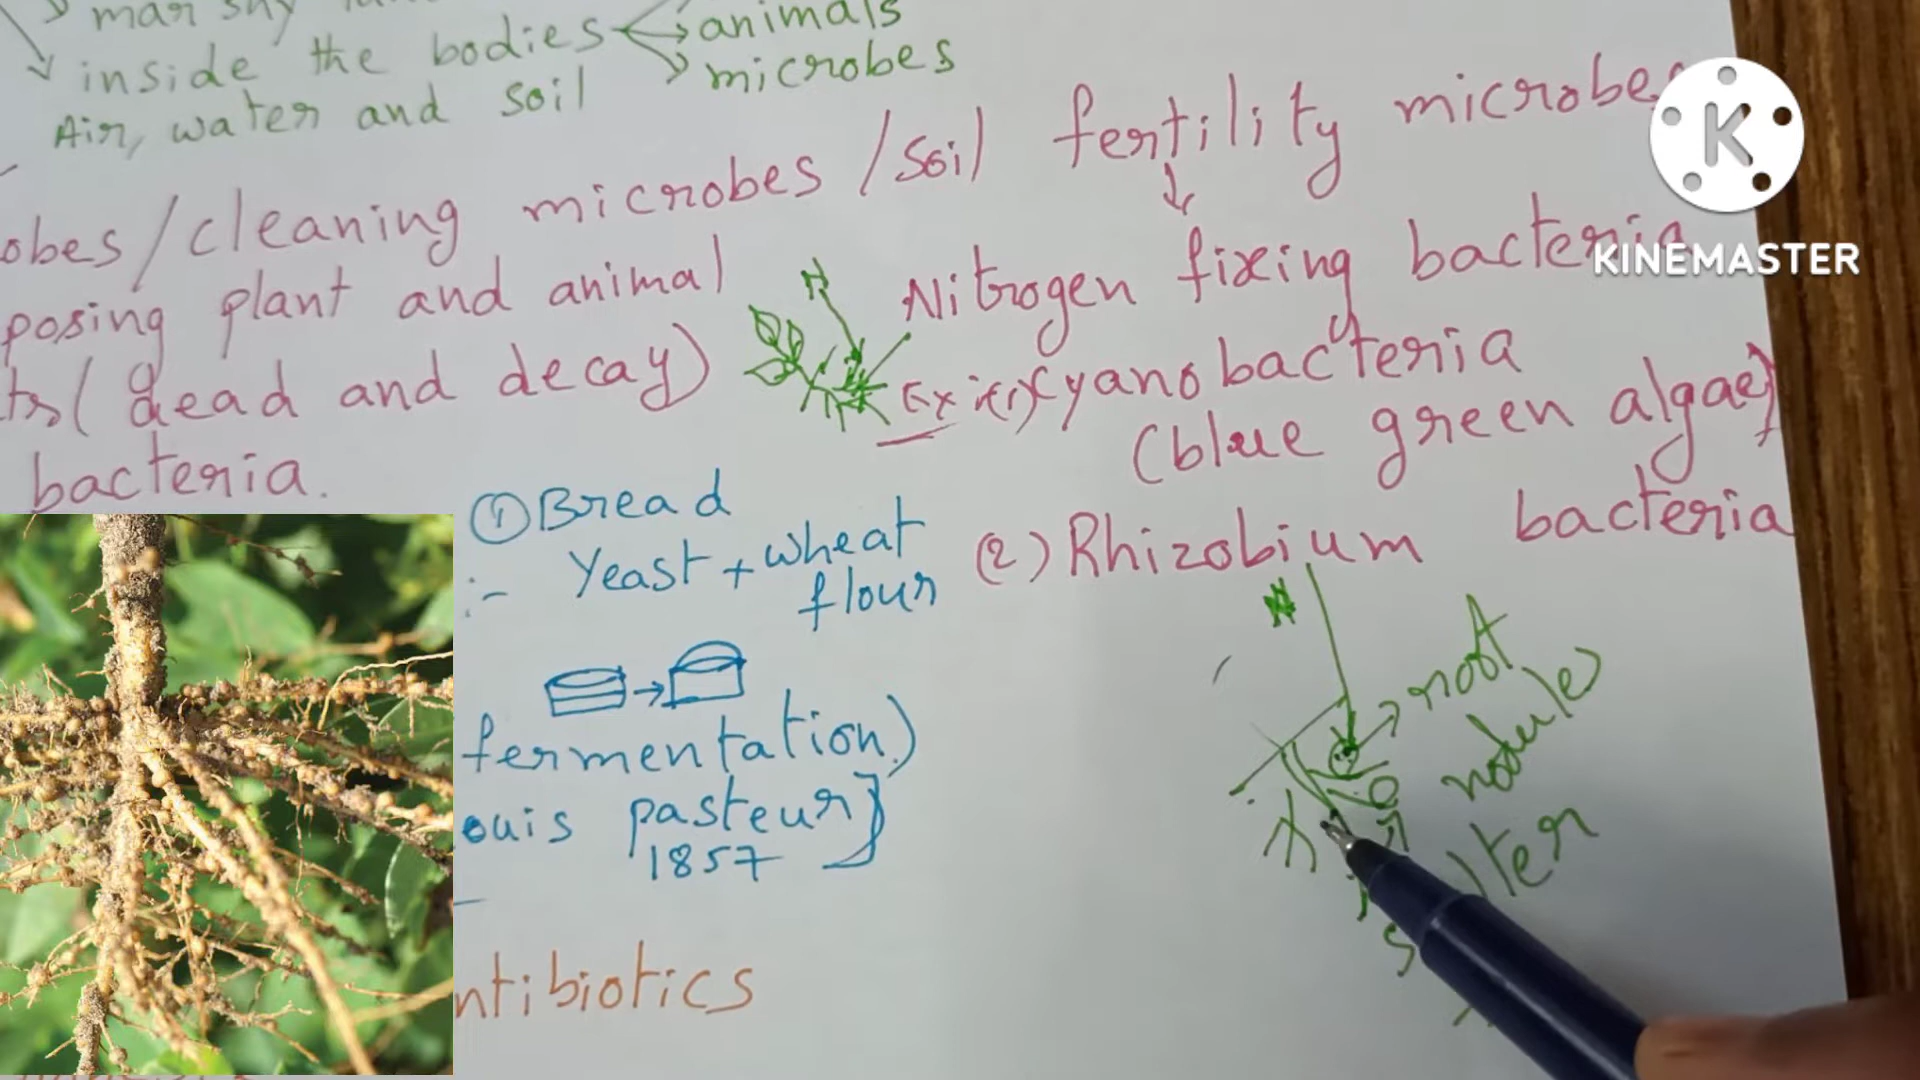 marshy
inside the bodies animals
microbes
Air, water and soil
obes/cleaning microbes/soil fertility microbes
posing plant and animal
ts( dead and decay)
bacteria.
N
Nitrogen fixing bacteria
Ex:-(1)Cyanobacteria
(blue green algae)
(2) Rhizobium bacteria
① Bread
:- Yeast + wheat
flour
fermentation)
ouis pasteur]
1857
ntibiotics
N
root
nodules
KINEMASTER